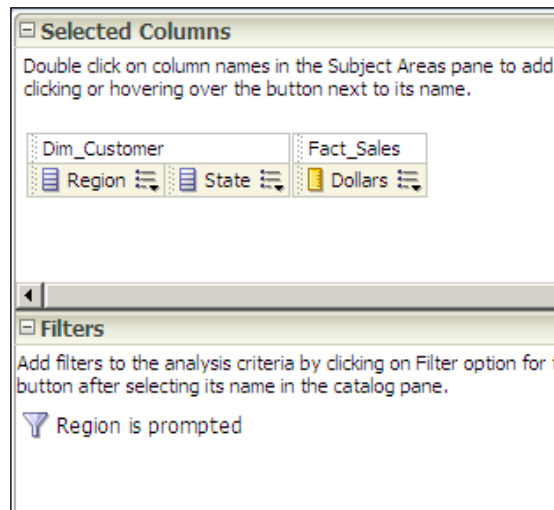 Selected Columns
Double click on column names in the Subject Areas pane to add
clicking or hovering over the button next to its name.
Dim_Customer Fact_Sales
Region State Dollars
Filters
Add filters to the analysis criteria by clicking on Filter option for
button after selecting its name in the catalog pane.
Region is prompted